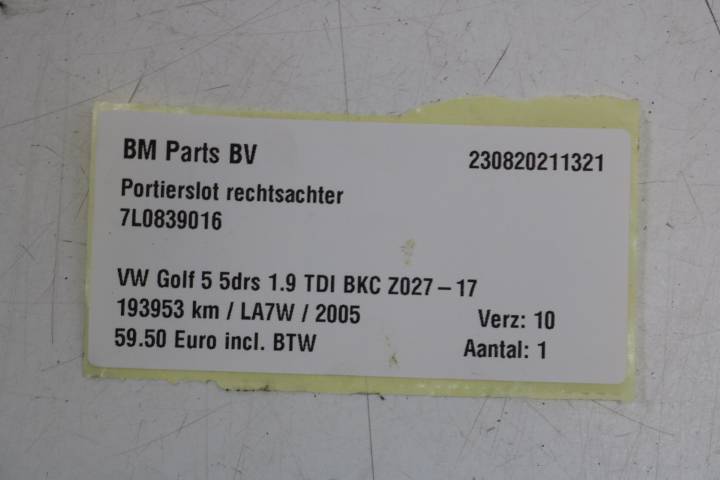 BM Parts BV 230820211321
Portierslot rechtsachter
7L0839016
VW Golf 5 5drs 1.9 TDI BKC Z027-17
193953 km / LA7W / 2005 Verz: 10
59.50 Euro incl. BTW Aantal: 1